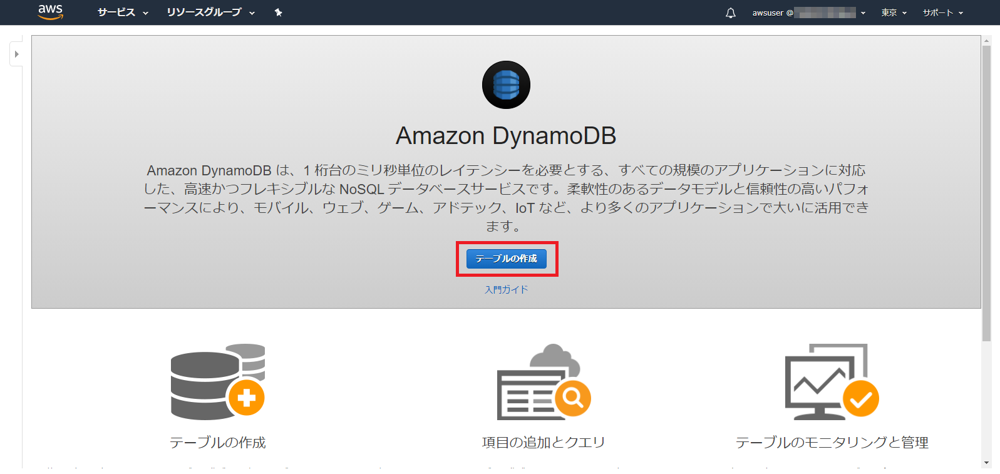 aws サービス リソースグループ awsuser @ 東京 サポート
Amazon DynamoDB
Amazon DynamoDB は、1 桁台のミリ秒単位のレイテンシーを必要とする、すべての規模のアプリケーションに対応
した、高速かつフレキシブルな NoSQL データベースサービスです。柔軟性のあるデータモデルと信頼性の高いパフォ
ーマンスにより、モバイル、ウェブ、ゲーム、アドテック、IoT など、より多くのアプリケーションで大いに活用でき
ます。
テーブルの作成
入門ガイド
テーブルの作成 項目の追加とクエリ テーブルのモニタリングと管理